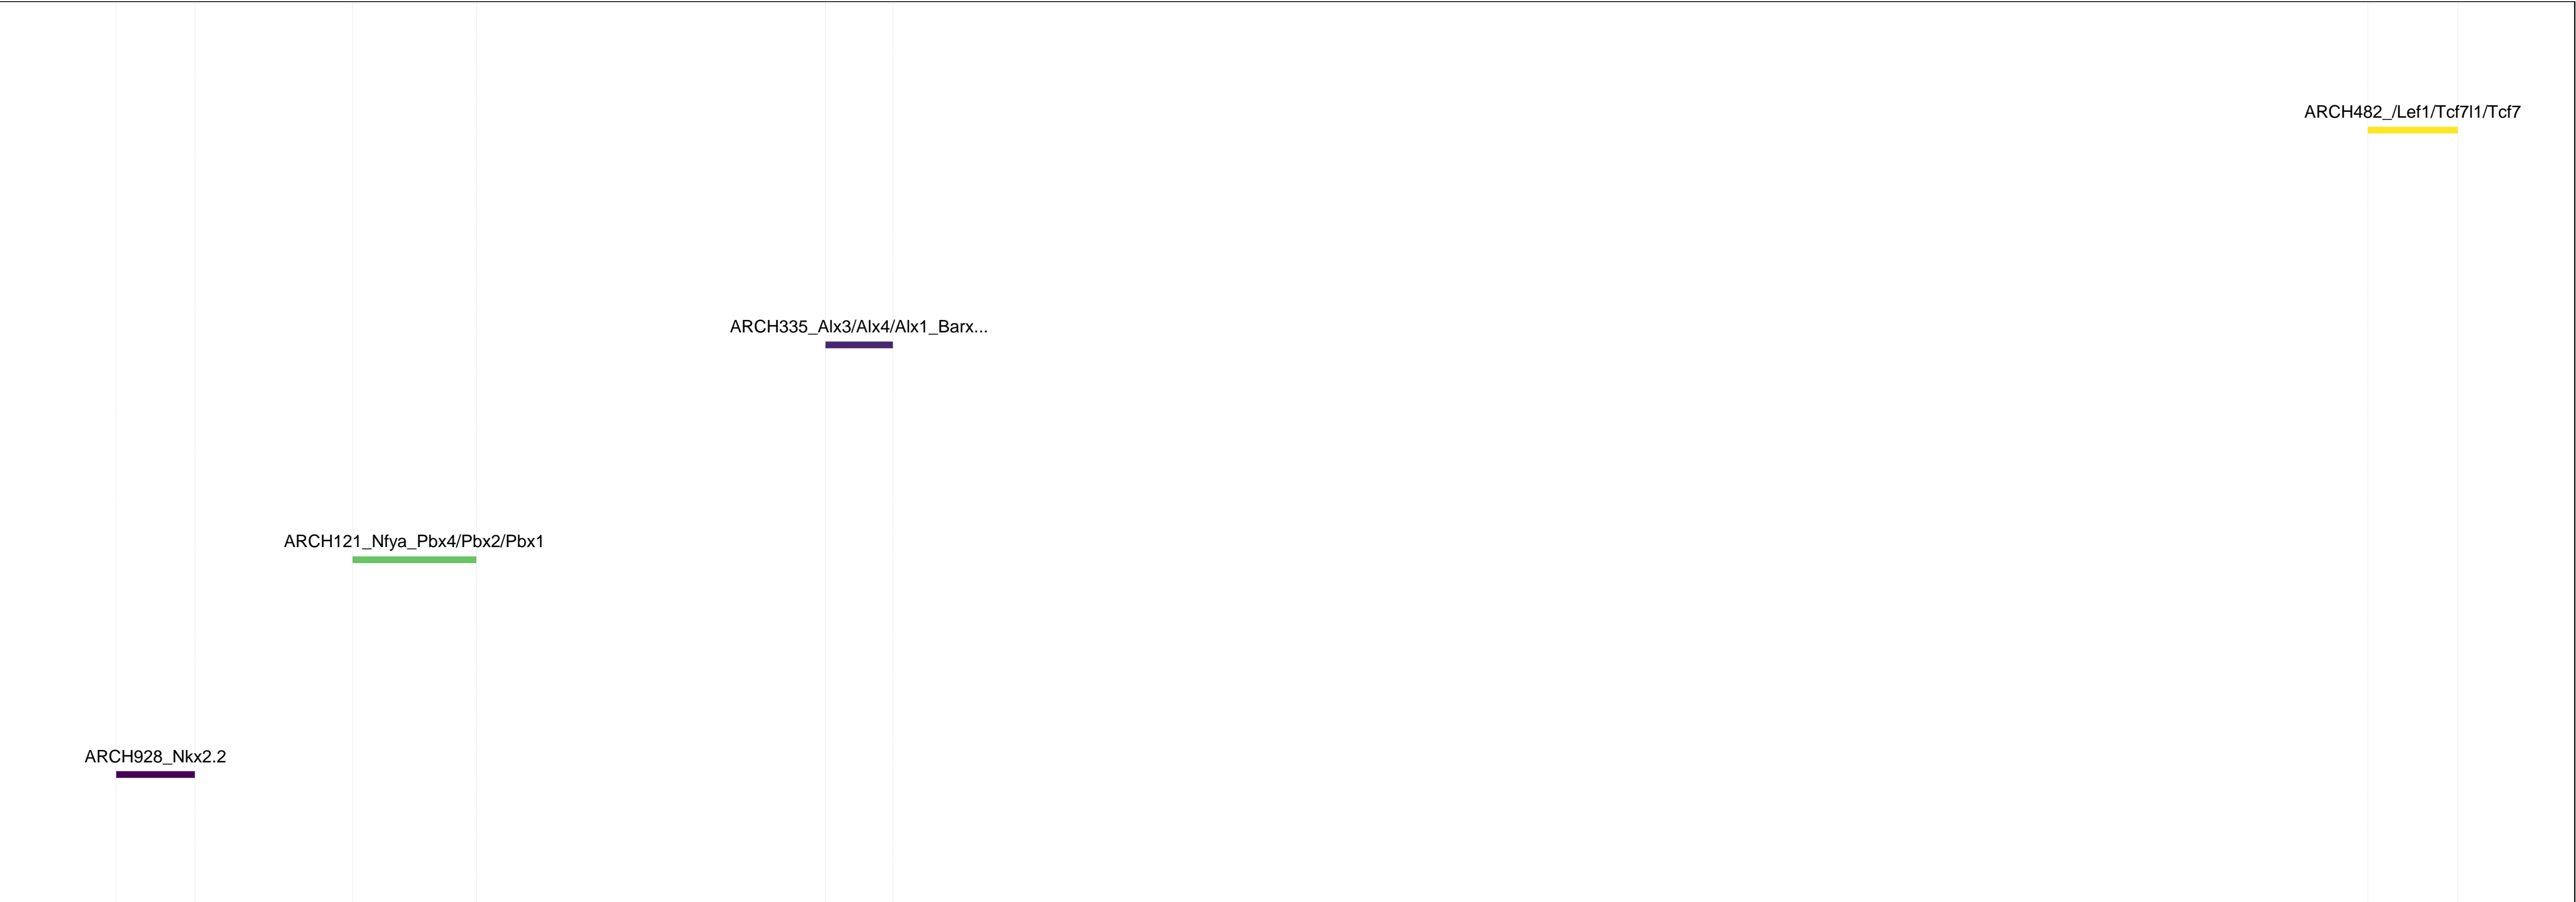 ARCH482_/Lef1/Tcf7l1/Tcf7
ARCH335_Alx3/Alx4/Alx1_Barx...
ARCH121_Nfya_Pbx4/Pbx2/Pbx1
ARCH928_Nkx2.2